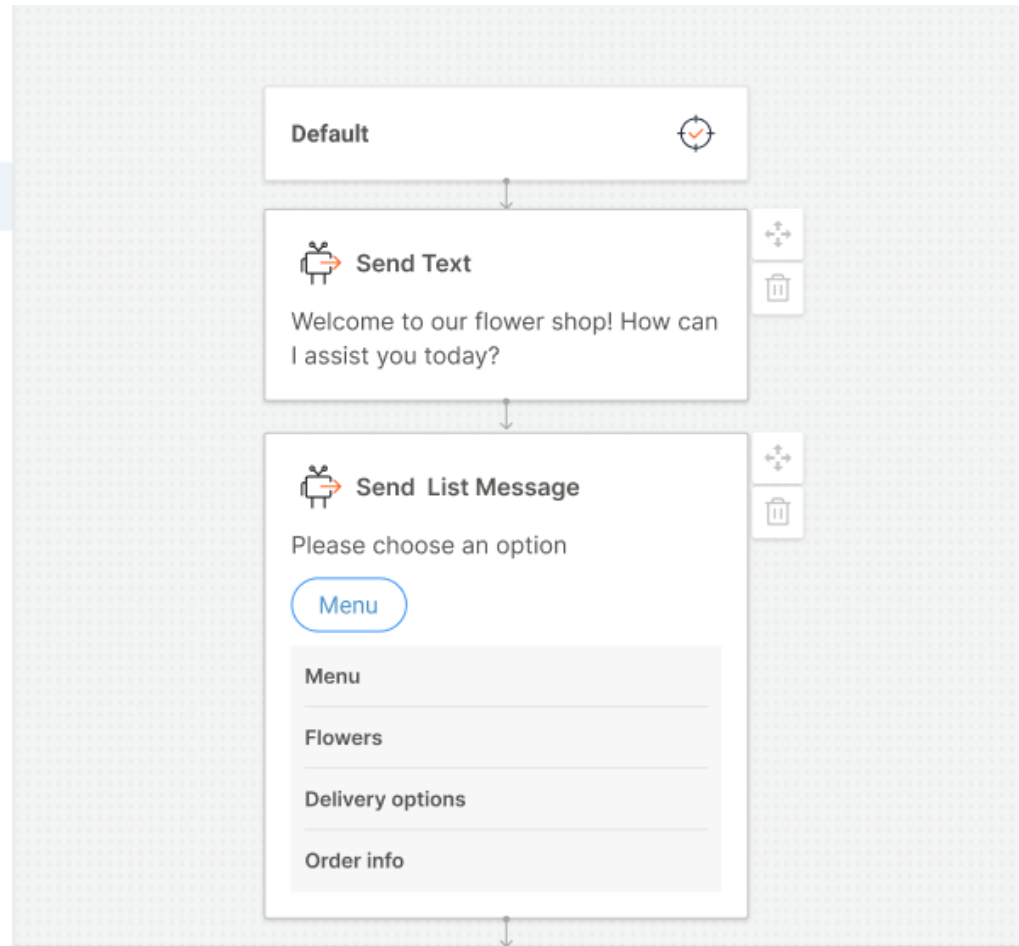 Default
Send Text
Welcome to our flower shop! How can
I assist you today?
Send List Message
Please choose an option
Menu
Menu
Flowers
Delivery options
Order info